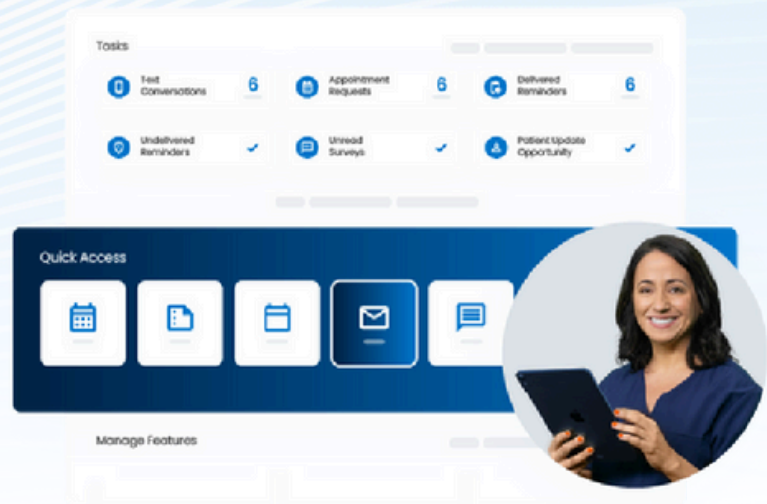 Tasks
Text
Conversations
6
Appointment
Requests
6
Delivered
Reminders
6
Undelivered
Reminders
Unread
Surveys
Patient Update
Opportunity
Quick Access
Manage Features